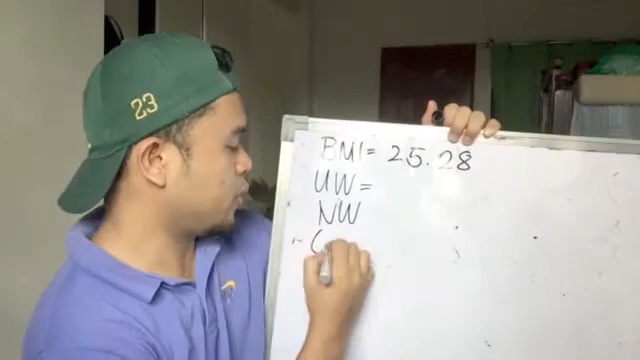 23
BMI = 25.28
UW =
NW